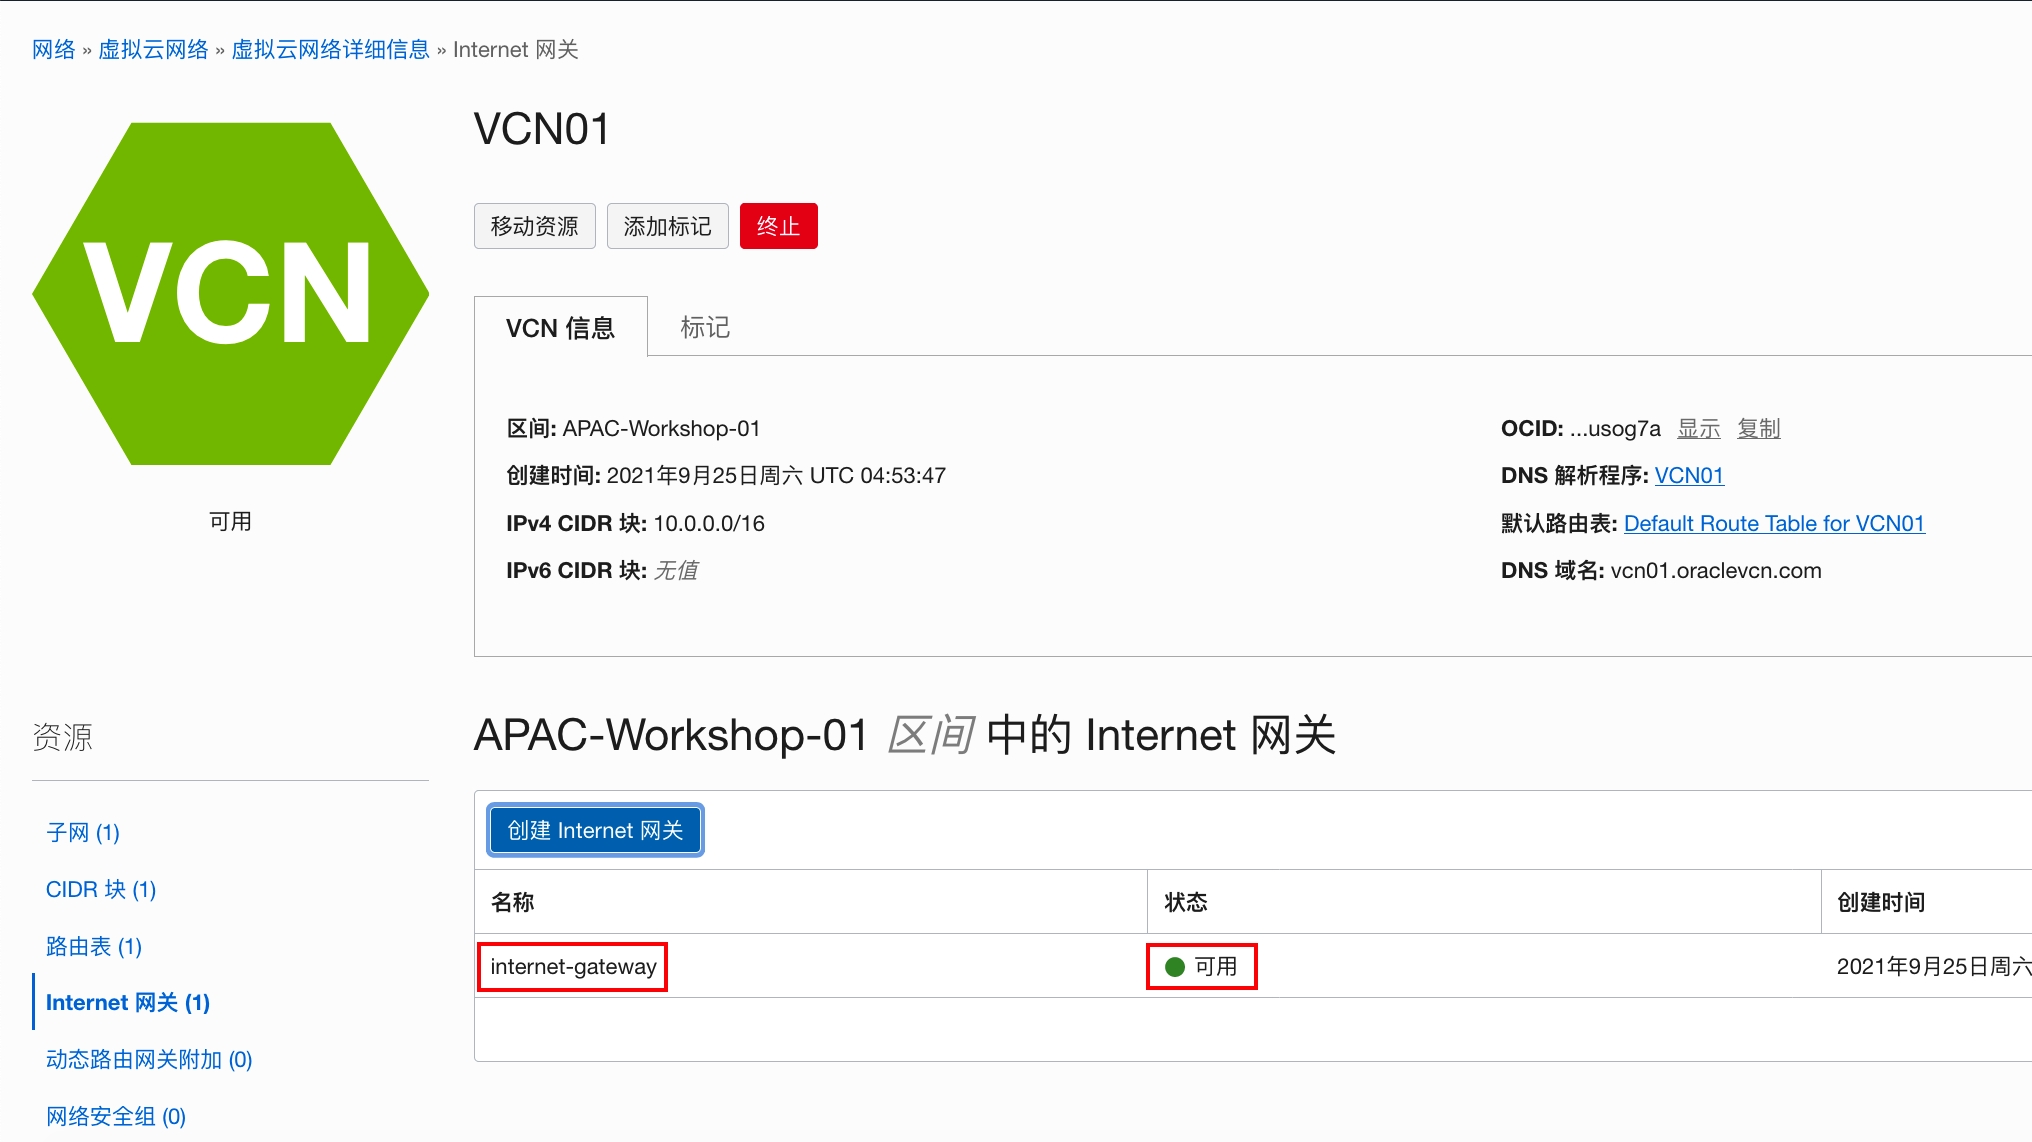 网络 » 虚拟云网络 » 虚拟云网络详细信息 » Internet 网关
VCN
可用
VCN01
移动资源 添加标记 终止
VCN 信息 标记
区间: APAC-Workshop-01
创建时间: 2021年9月25日周六 UTC 04:53:47
IPv4 CIDR 块: 10.0.0.0/16
IPv6 CIDR 块: 无值
OCID: ...usog7a 显示 复制
DNS 解析程序: VCN01
默认路由表: Default Route Table for VCN01
DNS 域名: vcn01.oraclevcn.com
资源
子网 (1)
CIDR 块 (1)
路由表 (1)
Internet 网关 (1)
动态路由网关附加 (0)
网络安全组 (0)
APAC-Workshop-01 区间 中的 Internet 网关
创建 Internet 网关
名称 状态 创建时间
internet-gateway 可用 2021年9月25日周六